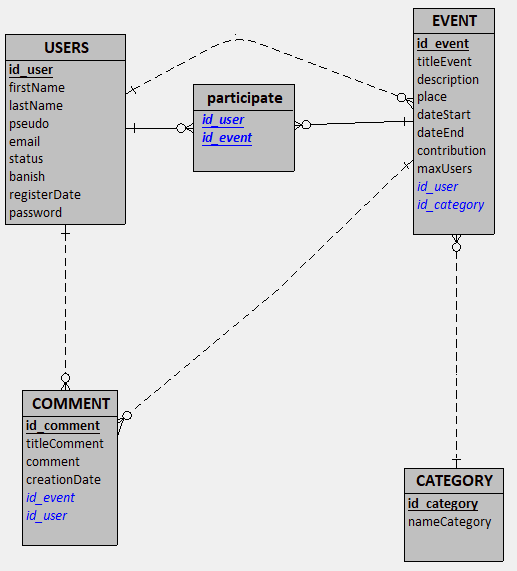 USERS
id_user
firstName
lastName
pseudo
email
status
banish
registerDate
password
participate
id_user
id_event
EVENT
id_event
titleEvent
description
place
dateStart
dateEnd
contribution
maxUsers
id_user
id_category
COMMENT
id_comment
titleComment
comment
creationDate
id_event
id_user
CATEGORY
id_category
nameCategory